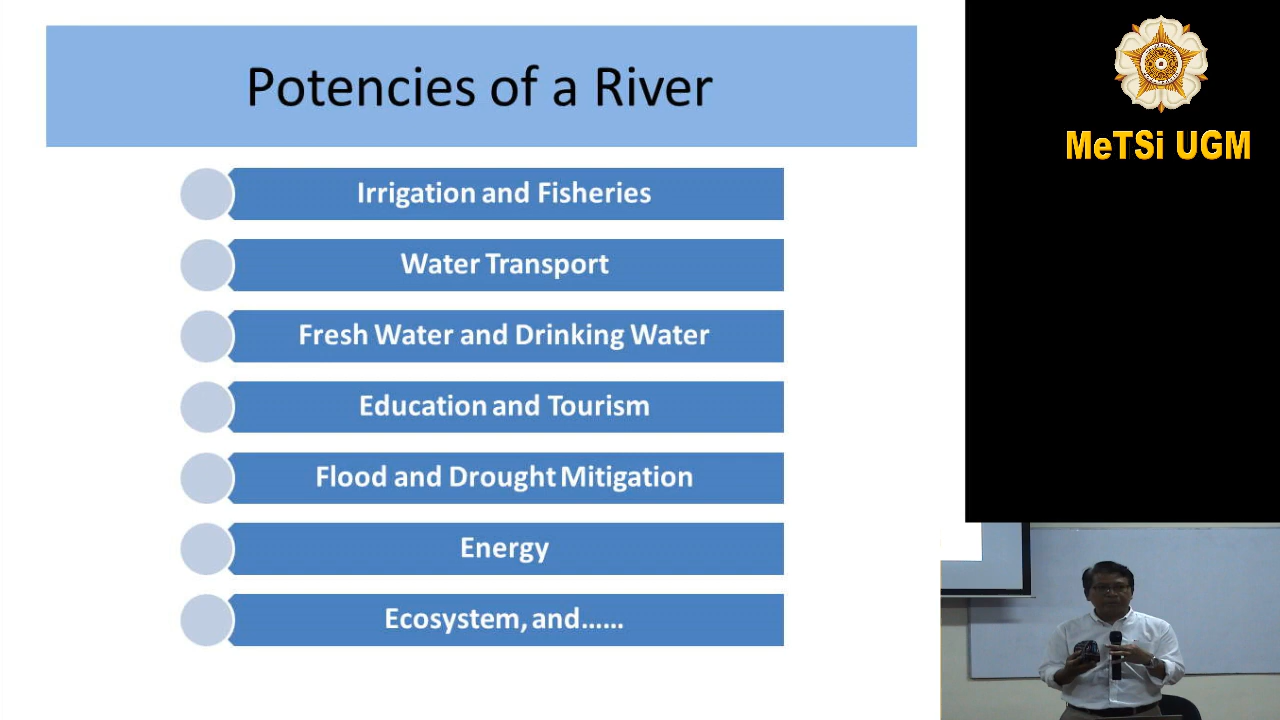 Potencies of a River
Irrigation and Fisheries
Water Transport
Fresh Water and Drinking Water
Education and Tourism
Flood and Drought Mitigation
Energy
Ecosystem, and......
MeTSi UGM